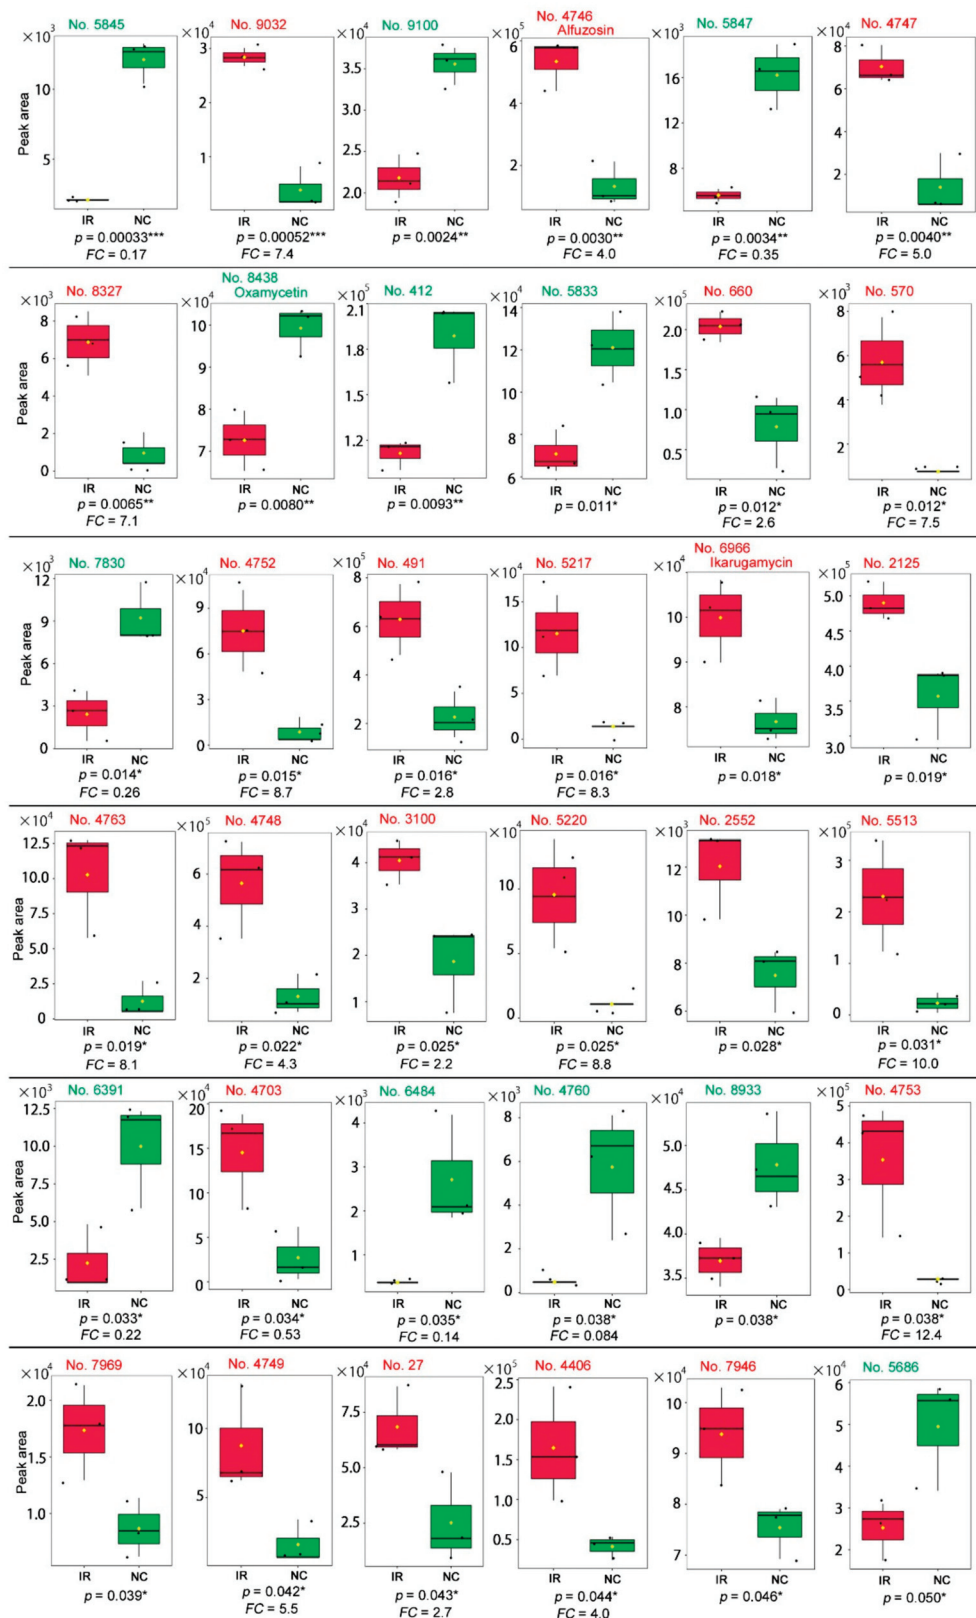 No. 5845 No. 9032 No. 9100 No. 4746 No. 5847 No. 4747
Alfuzosin
×10³ ×10⁴ ×10⁴ ×10⁵ ×10³ ×10⁴
Peak area
10 5
3 2 1
3.5 3.0 2.5 2.0
6 4 2
16 12 8
8 6 4 2
IR NC IR NC IR NC IR NC IR NC IR NC
p = 0.00033*** p = 0.00052*** p = 0.0024** p = 0.0030** p = 0.0034** p = 0.0040**
FC = 0.17 FC = 7.4 FC = 4.0 FC = 0.35 FC = 5.0
No. 8327 No. 8438 No. 412 No. 5833 No. 660 No. 570
Oxamycetin
×10³ ×10⁴ ×10⁵ ×10⁴ ×10⁵ ×10³
Peak area
8 6 4 2 0
10 9 8 7
2.1 1.8 1.5 1.2
14 12 10 8 6
2.0 1.5 1.0 0.5
8 6 4 2
IR NC IR NC IR NC IR NC IR NC IR NC
p = 0.0065** p = 0.0080** p = 0.0093** p = 0.011* p = 0.012* p = 0.012*
FC = 7.1 FC = 2.6 FC = 7.5
No. 7830 No. 4752 No. 491 No. 5217 No. 6966 No. 2125
Ikarugamycin
×10³ ×10⁴ ×10⁵ ×10⁴ ×10⁴ ×10⁵
Peak area
12 9 6 3 0
10.0 7.5 5.0 2.5 0
8 6 4 2
15 10 5 0
10 10 9 8
5.0 4.5 4.0 3.5 3.0
IR NC IR NC IR NC IR NC IR NC IR NC
p = 0.014* p = 0.015* p = 0.016* p = 0.016* p = 0.018* p = 0.019*
FC = 0.26 FC = 8.7 FC = 2.8 FC = 8.3
No. 4763 No. 4748 No. 3100 No. 5220 No. 2552 No. 5513
×10⁴ ×10⁵ ×10⁴ ×10⁴ ×10³ ×10⁵
Peak area
12.5 10.0 7.5 5.0 2.5 0
6 4 2
4 3 2 1
10 5 0
12 10 8 6
3 2 1 0
IR NC IR NC IR NC IR NC IR NC IR NC
p = 0.019* p = 0.022* p = 0.025* p = 0.025* p = 0.028* p = 0.031*
FC = 8.1 FC = 4.3 FC = 2.2 FC = 8.8 FC = 10.0
No. 6391 No. 4703 No. 6484 No. 4760 No. 8933 No. 4753
×10³ ×10⁴ ×10³ ×10³ ×10⁴ ×10⁵
Peak area
12.5 10.0 7.5 5.0 2.5
20 15 10 5 0
4 3 2 1 0
8 6 4 2 0
5.0 4.5 4.0 3.5
5 4 3 2 1 0
IR NC IR NC IR NC IR NC IR NC IR NC
p = 0.033* p = 0.034* p = 0.035* p = 0.038* p = 0.038* p = 0.038*
FC = 0.22 FC = 0.53 FC = 0.14 FC = 0.084 FC = 12.4
No. 7969 No. 4749 No. 27 No. 4406 No. 7946 No. 5686
×10⁴ ×10⁴ ×10⁴ ×10⁵ ×10⁴ ×10⁴
Peak area
2.0 1.5 1.0
10 5
7.5 5.0 2.5
2.5 2.0 1.5 1.0 0.5
10 9 8 7
6 5 4 3 2
IR NC IR NC IR NC IR NC IR NC IR NC
p = 0.039* p = 0.042* p = 0.043* p = 0.044* p = 0.046* p = 0.050*
FC = 5.5 FC = 2.7 FC = 4.0